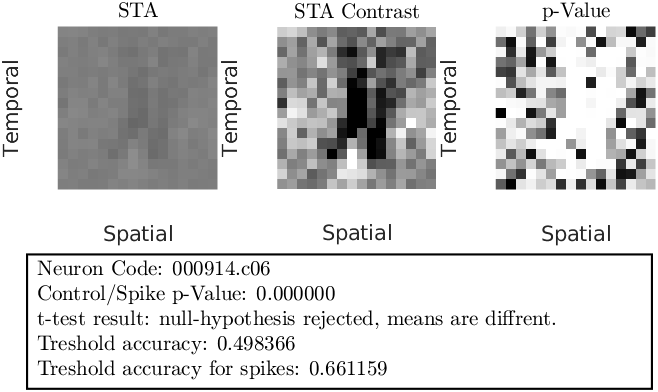 STA
STA Contrast
p-Value
Temporal
Temporal
Temporal
Spatial
Spatial
Spatial
Neuron Code: 000914.c06
Control/Spike p-Value: 0.000000
t-test result: null-hypothesis rejected, means are diffrent.
Treshold accuracy: 0.498366
Treshold accuracy for spikes: 0.661159